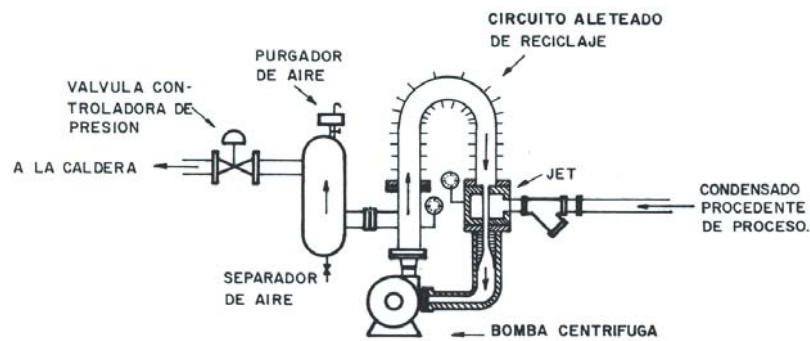 CIRCUITO ALETEADO
DE RECICLAJE
PURGADOR
DE AIRE
VALVULA CON-
TROLADORA DE
PRESION
A LA CALDERA
JET
CONDENSADO
PROCEDENTE
DE PROCESO.
SEPARADOR
DE AIRE
BOMBA CENTRIFUGA